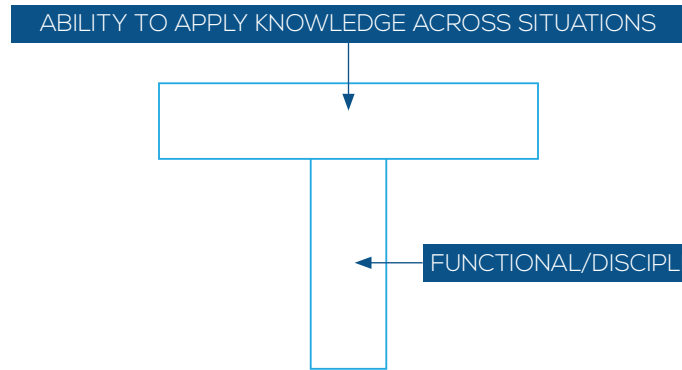 ABILITY TO APPLY KNOWLEDGE ACROSS SITUATIONS
FUNCTIONAL/DISCIPL